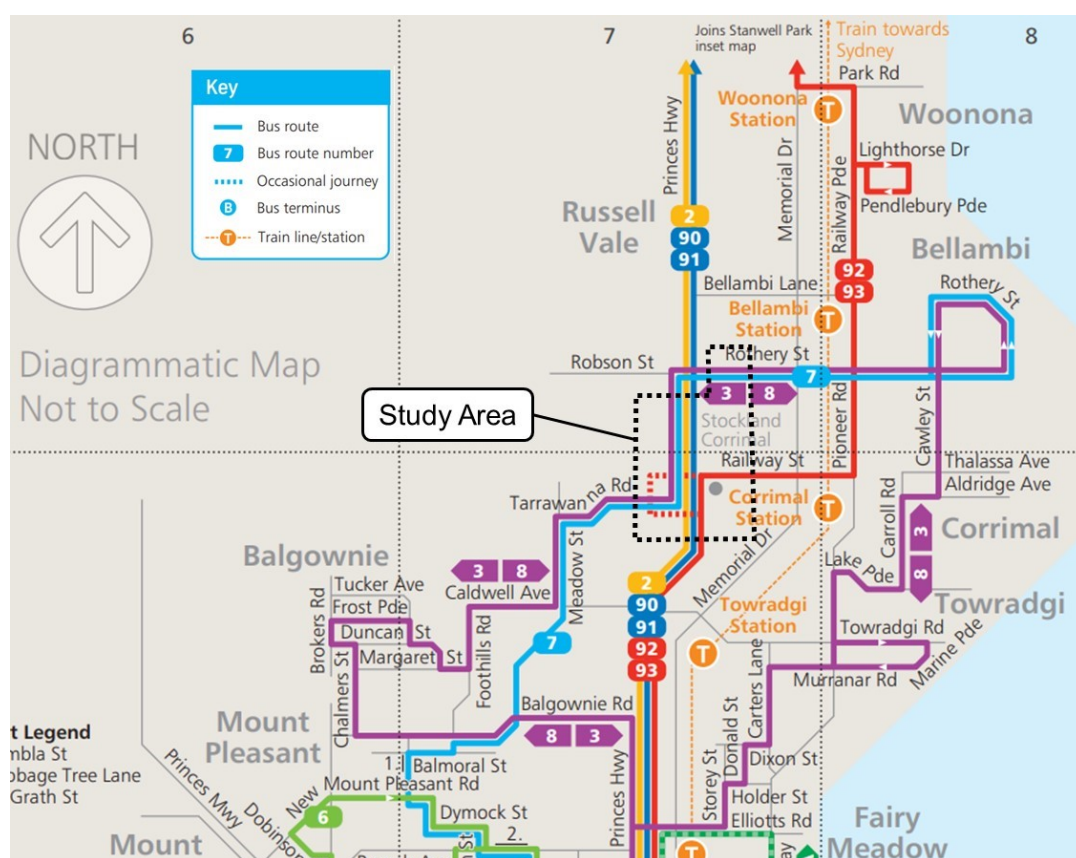 6
7
8
Joins Stanwell Park
inset map
Train towards
Sydney
Park Rd
Key
Bus route
7
Bus route number
Occasional journey
B
Bus terminus
T
Train line/station
NORTH
Diagrammatic Map
Not to Scale
Woonona
Station
T
Woonona
Princes Hwy
Memorial Dr
Railway Pde
Lighthorse Dr
Pendlebury Pde
Russell
Vale
2
90
91
Bellambi
92
93
Bellambi Lane
Rothery St
Bellambi
Station
T
Robson St
Rothery St
7
3
8
Study Area
Stockland
Corrimal
Pioneer Rd
Cawley St
Railway St
Thalassa Ave
Aldridge Ave
Tarrawanna Rd
Corrimal
Station
T
Carroll Rd
3
8
Corrimal
Meadow St
Balgownie
3
8
Caldwell Ave
Memorial Dr
Lake Pde
Tucker Ave
Frost Pde
Brokers Rd
Duncan St
Margaret St
Foothills Rd
7
2
90
91
92
93
Towradgi
Station
T
Towradgi
Towradgi Rd
Marine Pde
Murranar Rd
Chalmers St
Balgownie Rd
8
3
Carters Lane
Donald St
Mount
Pleasant
1.
Balmoral St
Mount Pleasant Rd
Princes Hwy
Storey St
Dixon St
Holder St
Elliotts Rd
t Legend
mbla St
bbage Tree Lane
Grath St
Princes Mwy
Dobinson
New
6
Dymock St
2.
Mount
T
Fairy
Meadow